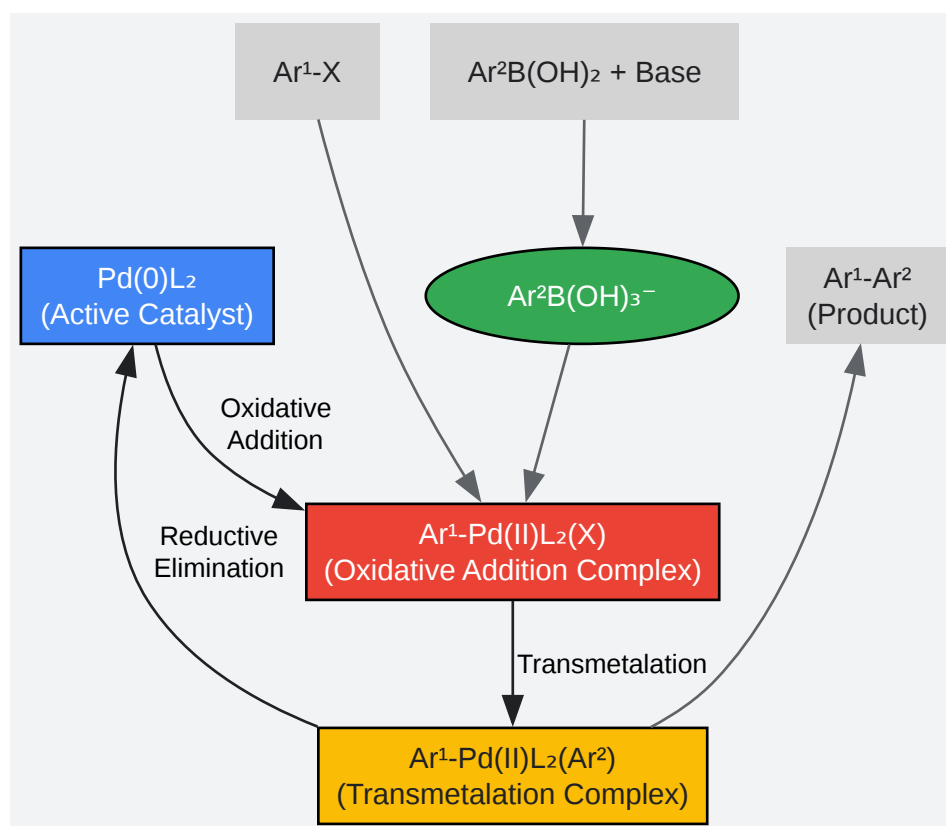 Ar¹-X
Ar²B(OH)₂ + Base
Pd(0)L₂
(Active Catalyst)
Ar²B(OH)₃⁻
Ar¹-Ar²
(Product)
Oxidative
Addition
Reductive
Elimination
Ar¹-Pd(II)L₂(X)
(Oxidative Addition Complex)
Transmetalation
Ar¹-Pd(II)L₂(Ar²)
(Transmetalation Complex)